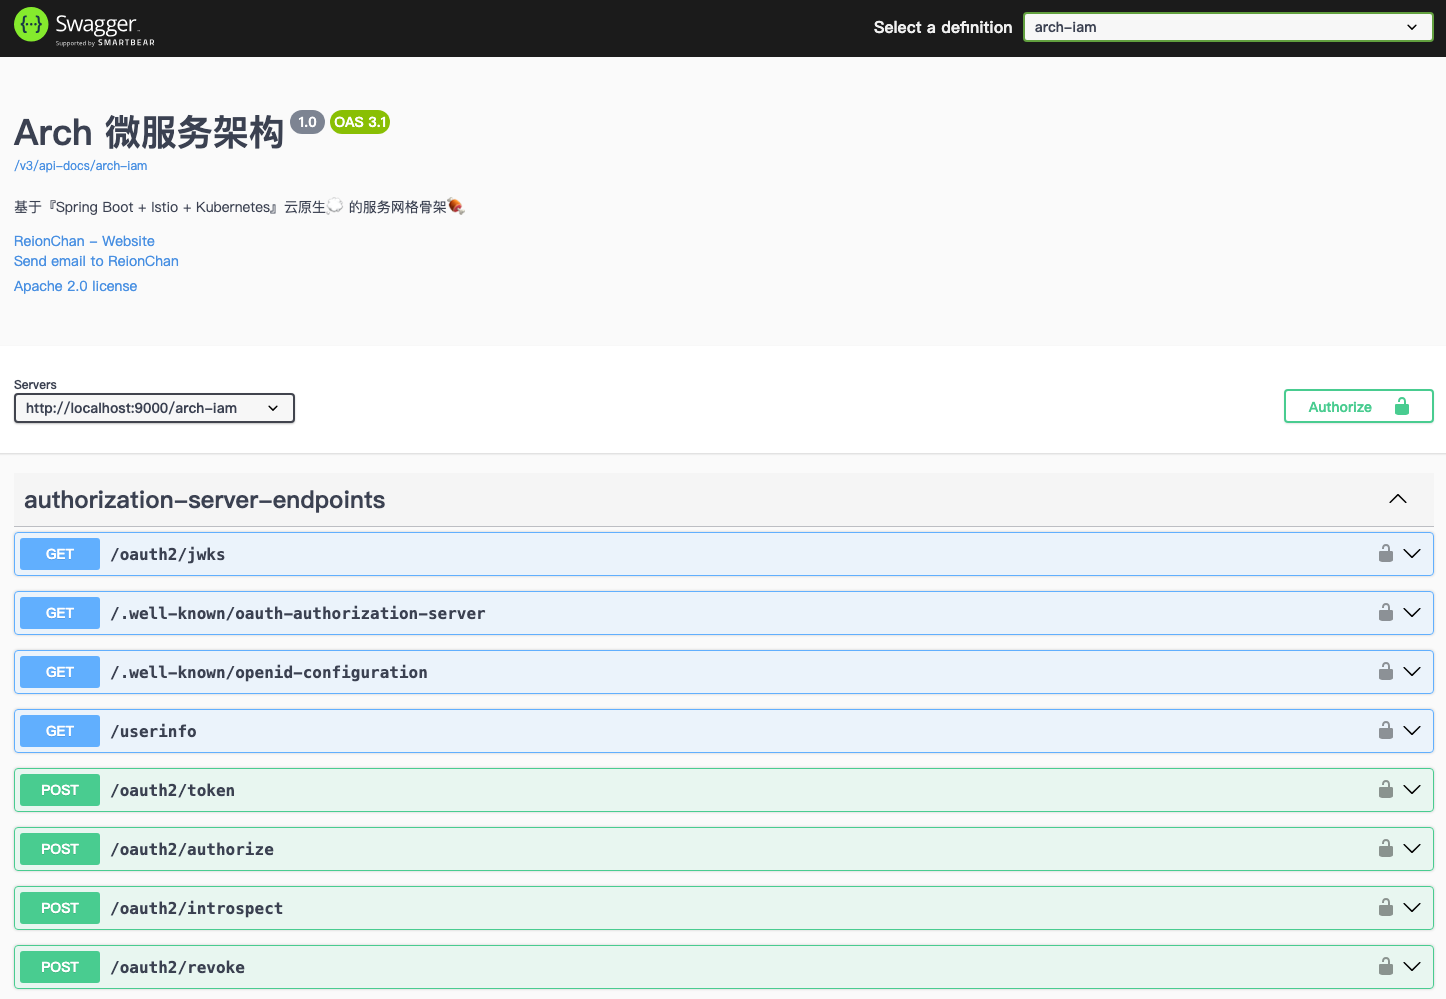 Swagger
Supported by SMARTBEAR
Select a definition
arch-iam
Arch 微服务架构 1.0 OAS 3.1
/v3/api-docs/arch-iam
基于『Spring Boot + Istio + Kubernetes』云原生💭 的服务网格骨架🍖
ReionChan - Website
Send email to ReionChan
Apache 2.0 license
Servers
http://localhost:9000/arch-iam
Authorize
authorization-server-endpoints
GET /oauth2/jwks
GET /.well-known/oauth-authorization-server
GET /.well-known/openid-configuration
GET /userinfo
POST /oauth2/token
POST /oauth2/authorize
POST /oauth2/introspect
POST /oauth2/revoke